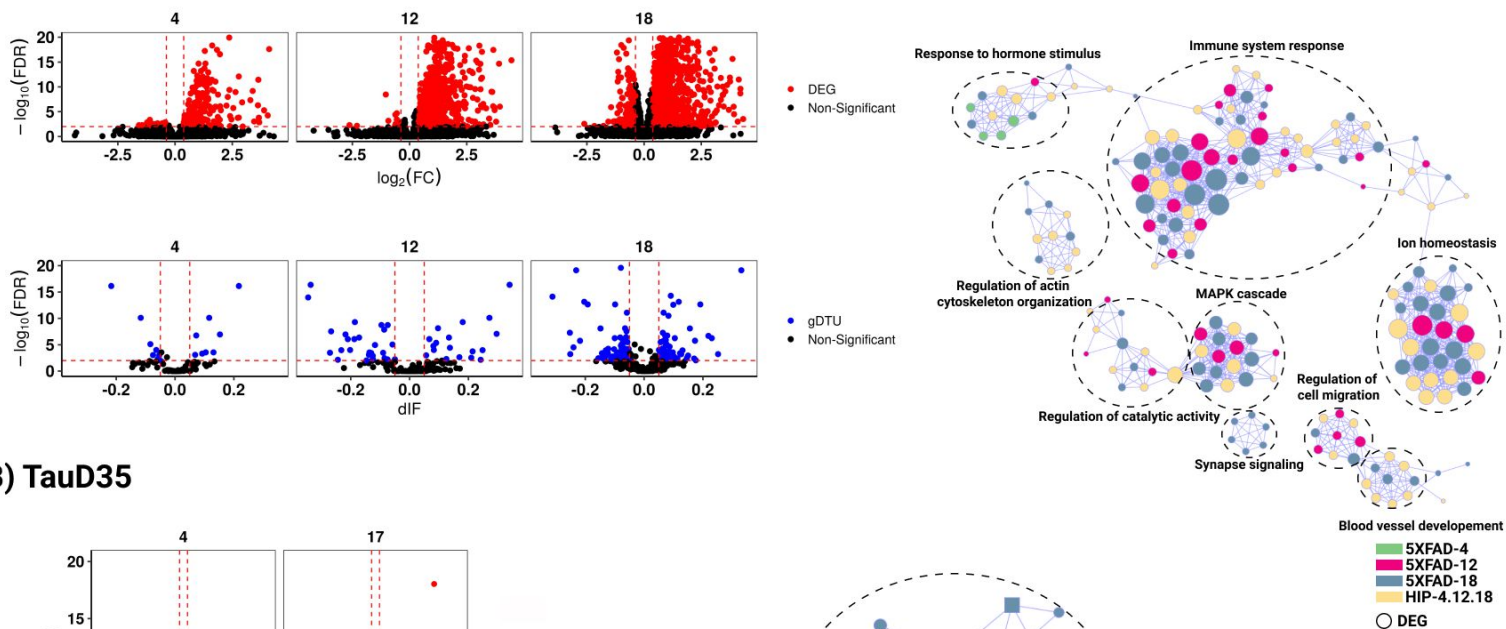 4
12
18
20
15
10
5
0
− log10(FDR)
-2.5
0.0
2.5
-2.5
0.0
2.5
-2.5
0.0
2.5
log2(FC)
DEG
Non-Significant
4
12
18
20
15
10
5
0
− log10(FDR)
-0.2
0.0
0.2
-0.2
0.0
0.2
-0.2
0.0
0.2
dIF
gDTU
Non-Significant
) TauD35
4
17
20
15
Response to hormone stimulus
Immune system response
Regulation of actin
cytoskeleton organization
Ion homeostasis
MAPK cascade
Regulation of catalytic activity
Regulation of
cell migration
Synapse signaling
Blood vessel developement
5XFAD-4
5XFAD-12
5XFAD-18
HIP-4.12.18
DEG